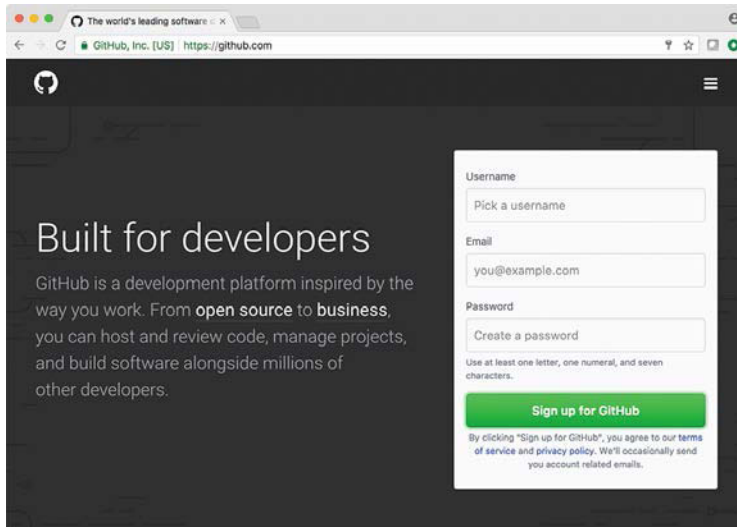 The world's leading software d
GitHub, Inc. [US] https://github.com
Username
Pick a username
Built for developers
Email
GitHub is a development platform inspired by the
you@example.com
way you work. From open source to business,
Password
you can host and review code, manage projects,
Create a password
and build software alongside millions of
Use at least one letter, one numeral, and seven
characters.
other developers.
Sign up for GitHub
By clicking "Sign up for GitHub", you agree to our terms
of service and privacy policy. We'll occasionally send
you account related emails.